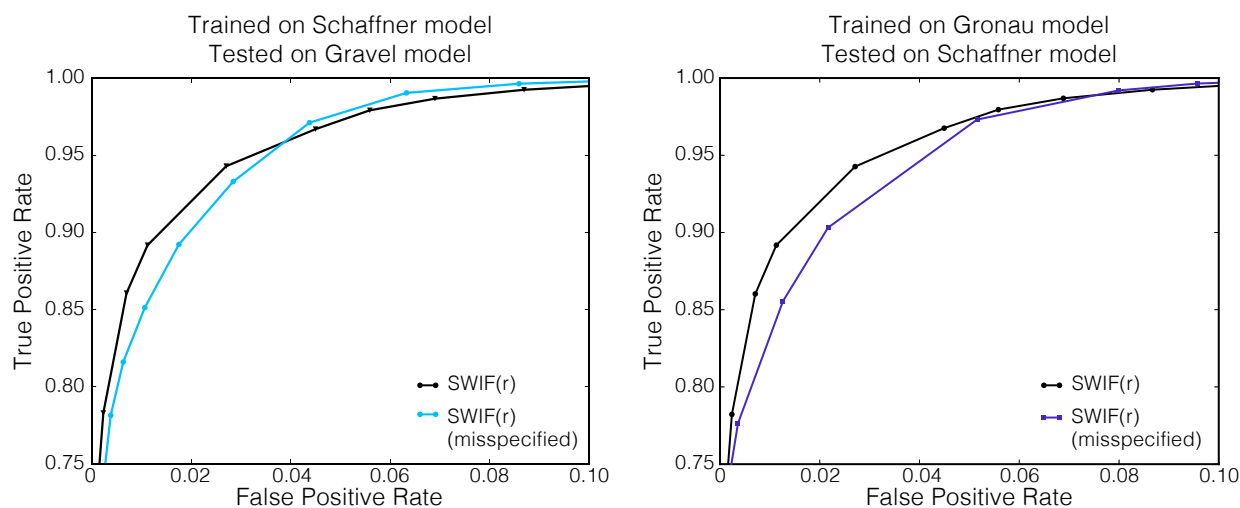 Trained on Schaffner model
Tested on Gravel model
True Positive Rate
1.00
0.95
0.90
0.85
0.80
0.75
0
0.02
0.04
0.06
0.08
0.10
False Positive Rate
SWIF(r)
SWIF(r)
(misspecified)
Trained on Gronau model
Tested on Schaffner model
True Positive Rate
1.00
0.95
0.90
0.85
0.80
0.75
0
0.02
0.04
0.06
0.08
0.10
False Positive Rate
SWIF(r)
SWIF(r)
(misspecified)